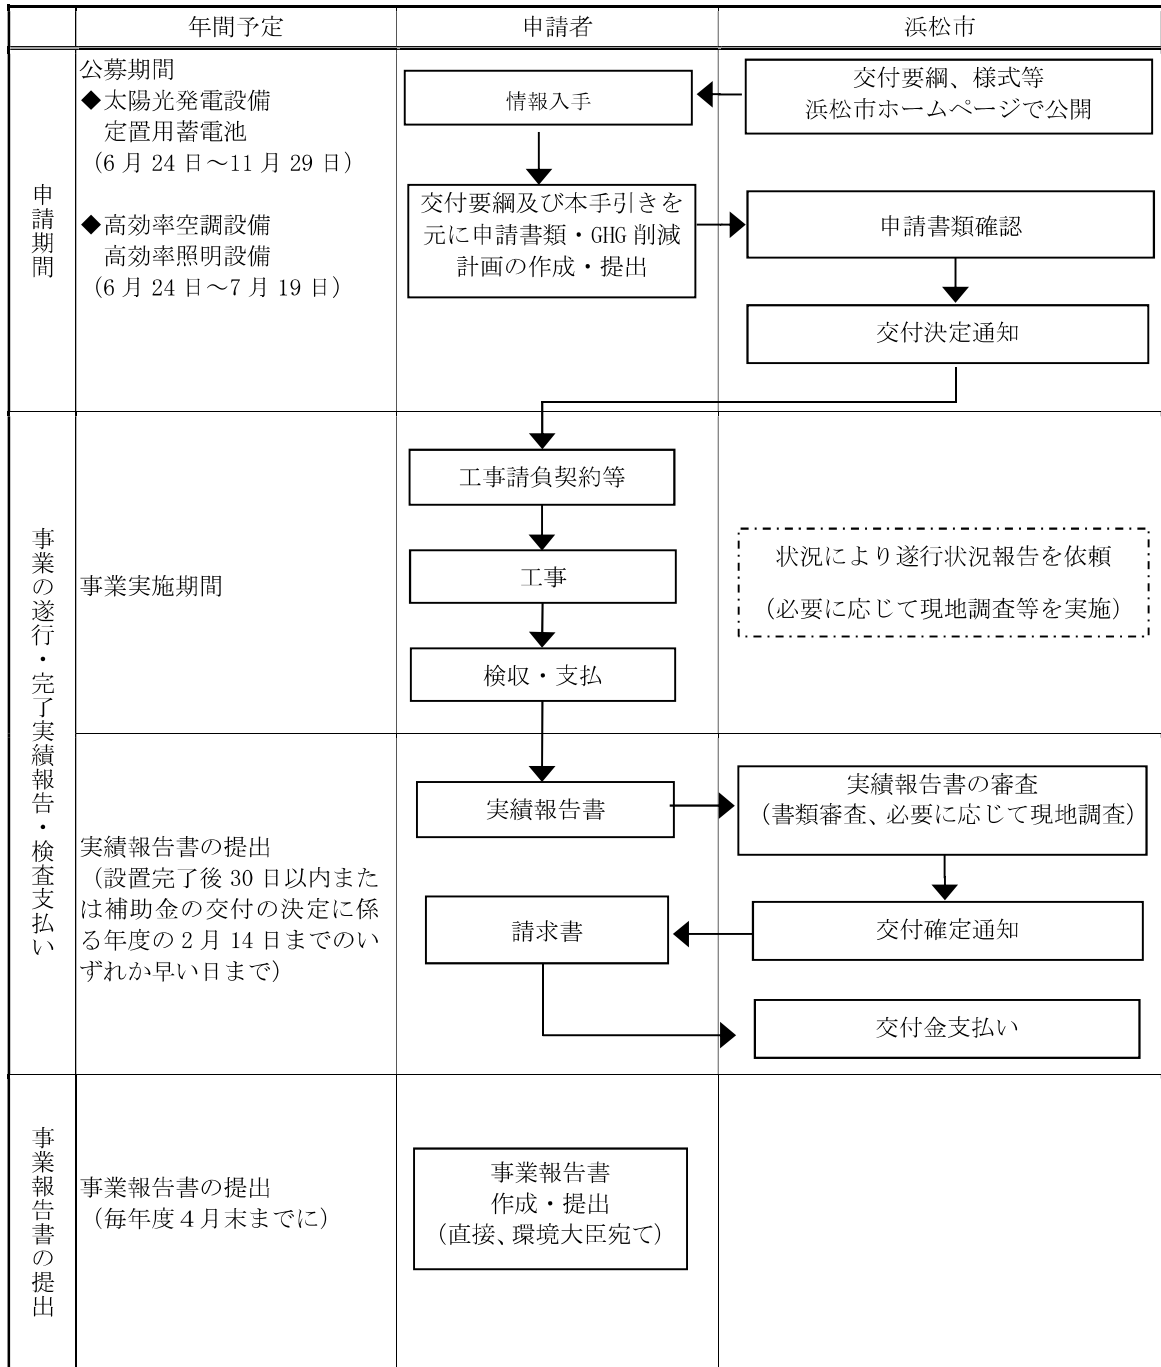 年間予定
申請者
浜松市
申請期間
公募期間
◆太陽光発電設備
定置用蓄電池
（6月24日～11月29日）
◆高効率空調設備
高効率照明設備
（6月24日～7月19日）
情報入手
交付要綱、様式等
浜松市ホームページで公開
交付要綱及び本手引きを
元に申請書類・GHG削減
計画の作成・提出
申請書類確認
交付決定通知
事業の遂行・完了実績報告・検査支払い
事業実施期間
工事請負契約等
工事
検収・支払
状況により遂行状況報告を依頼
（必要に応じて現地調査等を実施）
実績報告書の提出
（設置完了後30日以内また
は補助金の交付の決定に係
る年度の2月14日までのい
ずれか早い日まで）
実績報告書
実績報告書の審査
（書類審査、必要に応じて現地調査）
請求書
交付確定通知
交付金支払い
事業報告書の提出
事業報告書の提出
（毎年度４月末までに）
事業報告書
作成・提出
（直接、環境大臣宛て）